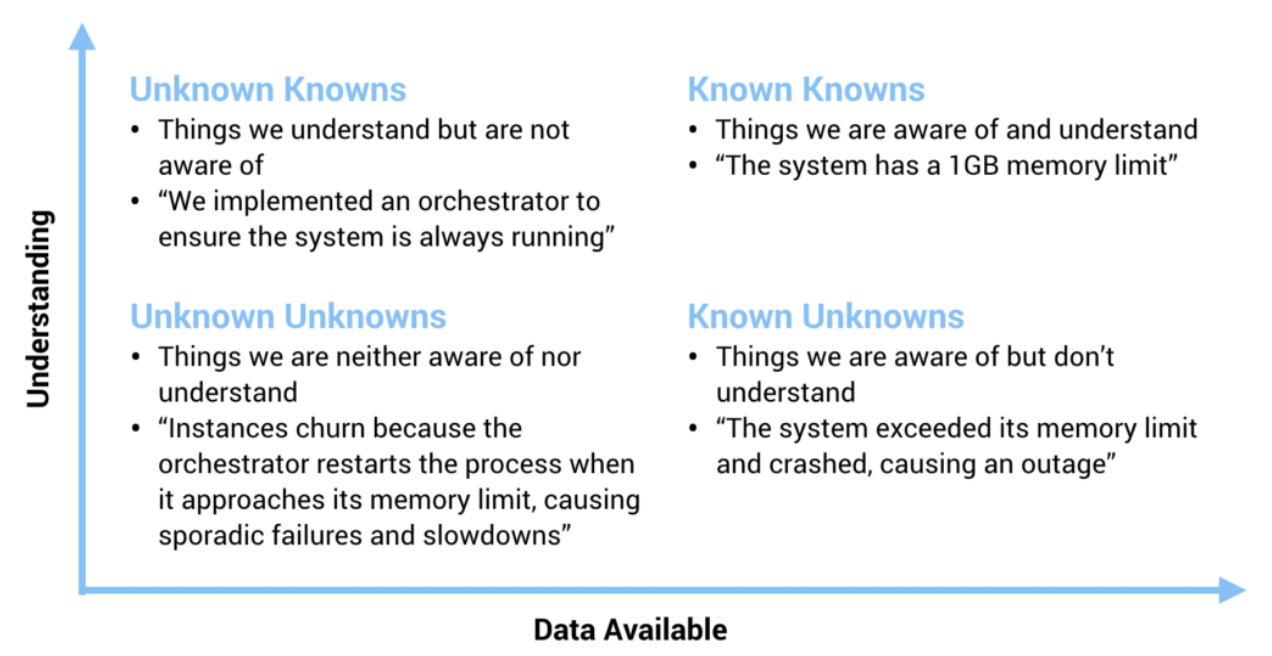 Unknown Knowns
• Things we understand but are not
aware of
• “We implemented an orchestrator to
ensure the system is always running”
Known Knowns
• Things we are aware of and understand
• “The system has a 1GB memory limit”
Understanding
Unknown Unknowns
• Things we are neither aware of nor
understand
• “Instances churn because the
orchestrator restarts the process when
it approaches its memory limit, causing
sporadic failures and slowdowns”
Known Unknowns
• Things we are aware of but don’t
understand
• “The system exceeded its memory limit
and crashed, causing an outage”
Data Available